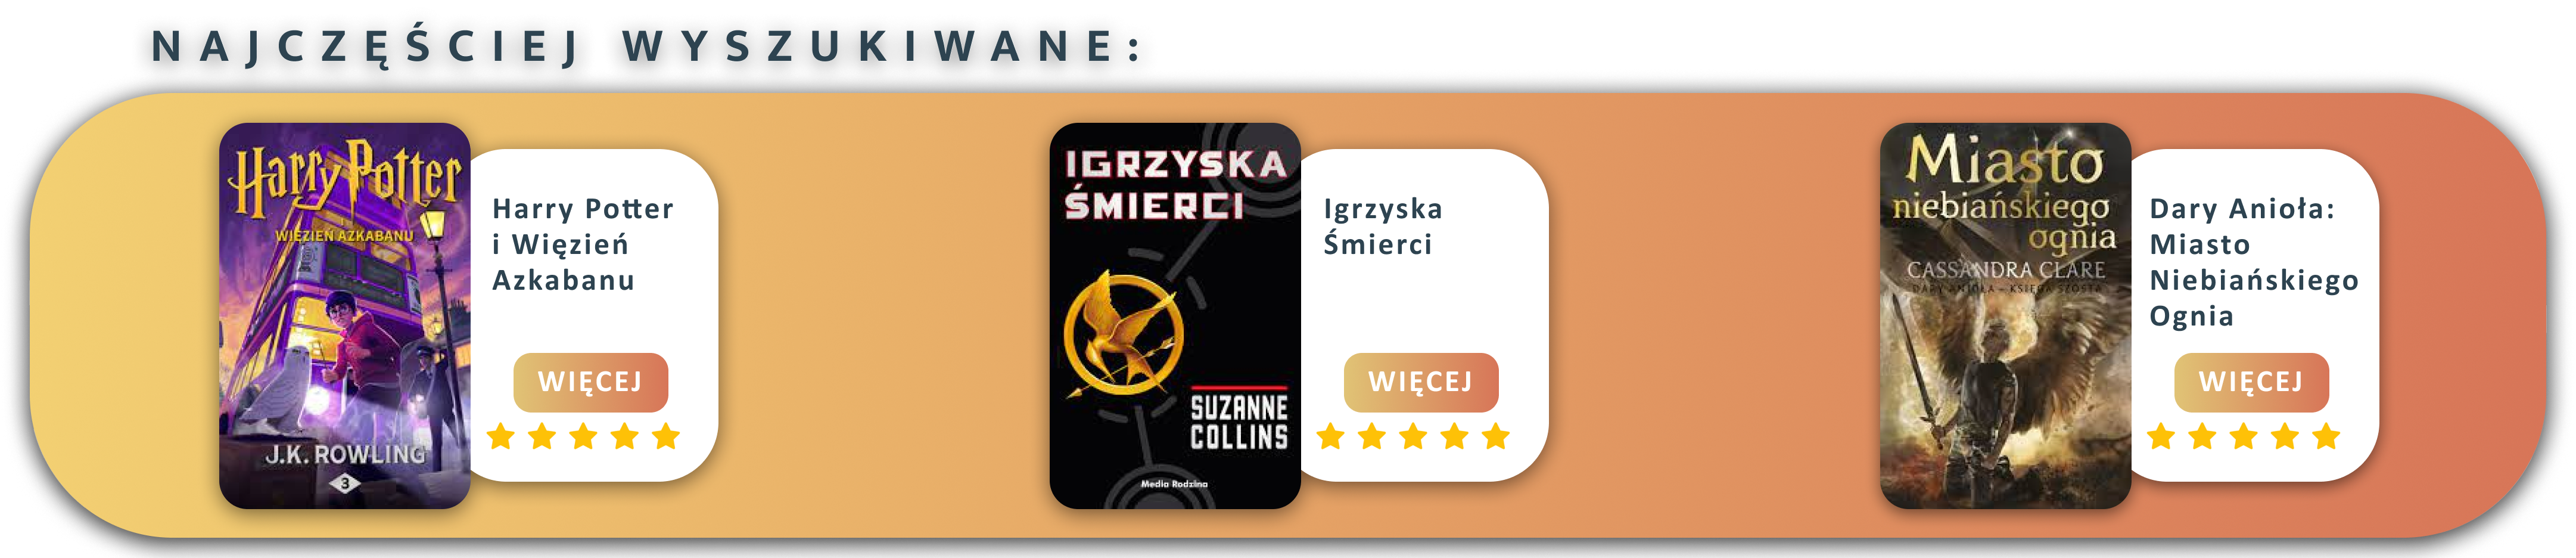 NAJCZĘŚCIEJ WYSZUKIWANE:
Harry Potter
WIĘZIEŃ AZKABANU
J.K. ROWLING
3
Harry Potter
i Więzień
Azkabanu
WIĘCEJ
IGRZYSKA
ŚMIERCI
SUZANNE
COLLINS
Media Rodzina
Igrzyska
Śmierci
WIĘCEJ
Miasto
niebiańskiego
ognia
CASSANDRA CLARE
DARY ANIOŁA - KSIĘGA SZÓSTA
Dary Anioła:
Miasto
Niebiańskiego
Ognia
WIĘCEJ